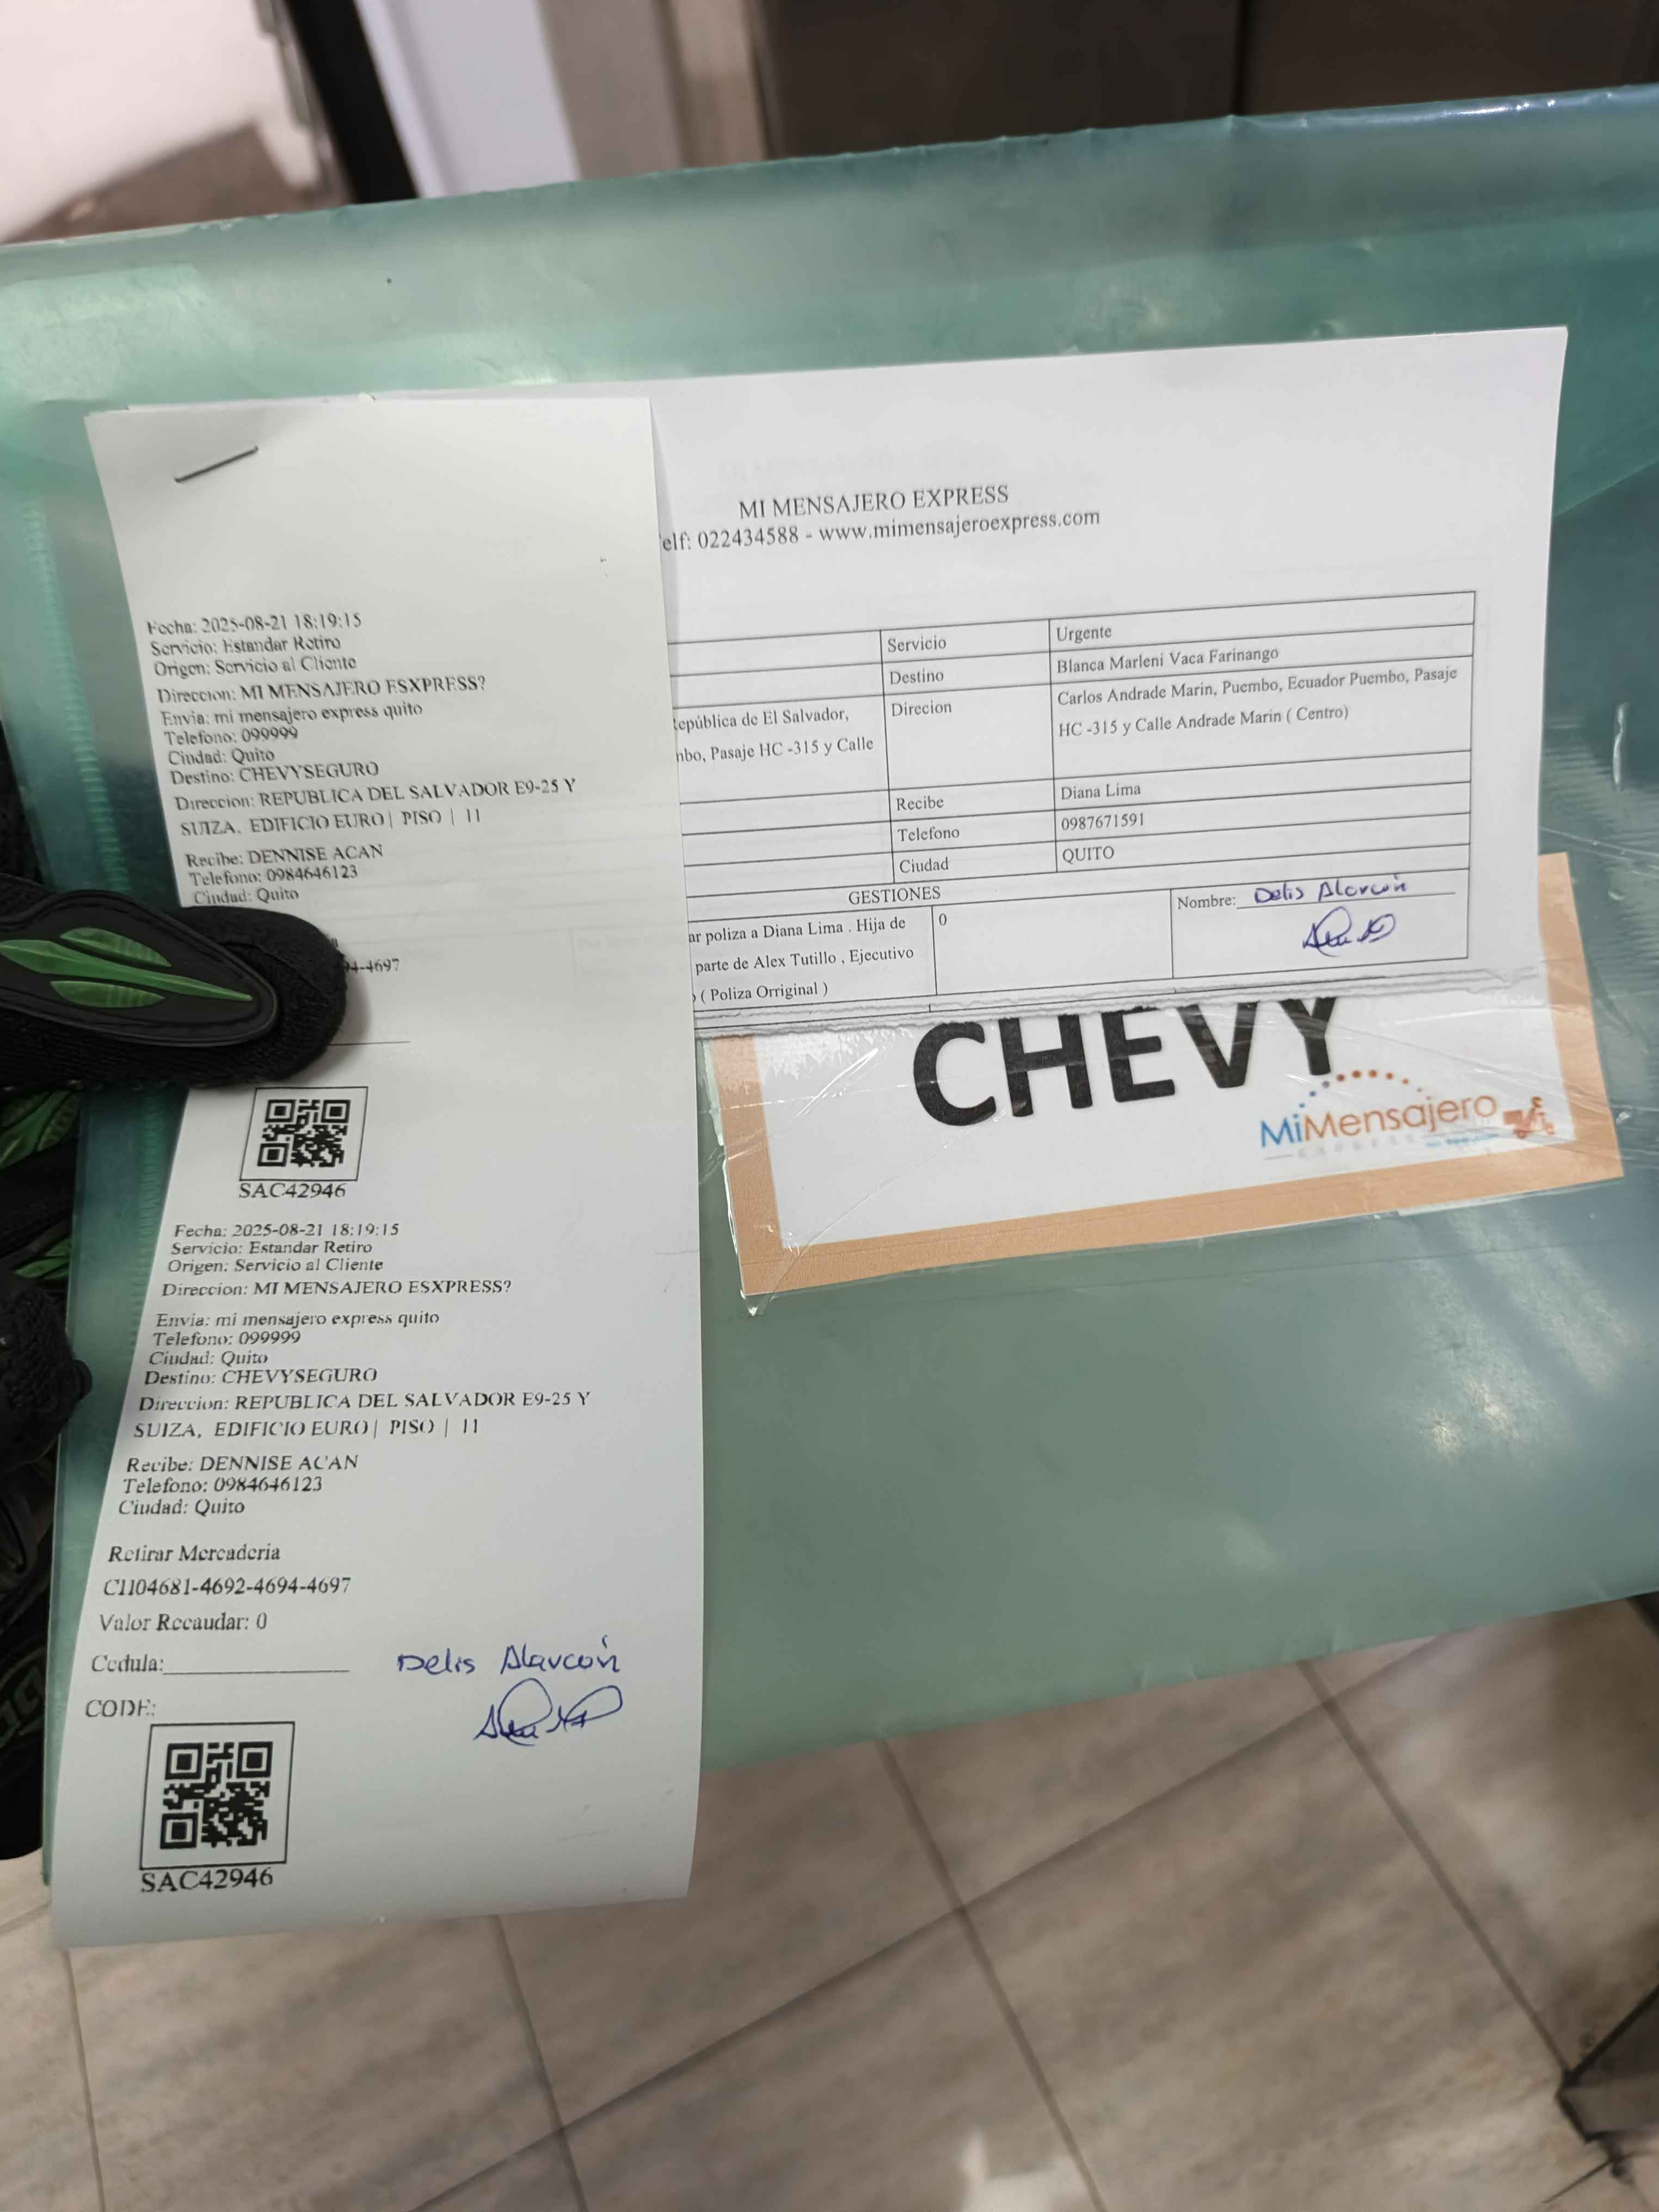 Fecha: 2025-08-21 18:19:15
Servicio: Estandar Retiro
Origen: Servicio al Cliente
Direccion: MI MENSAJERO ESXPRESS?
Envia: mi mensajero express quito
Telefono: 099999
Ciudad: Quito
Destino: CHEVYSEGURO
Direccion: REPUBLICA DEL SALVADOR E9-25 Y
SUIZA, EDIFICIO EURO | PISO | 11
Recibe: DENNISE ACAN
Telefono: 0984646123
Ciudad: Quito
-4697
SAC42946
Fecha: 2025-08-21 18:19:15
Servicio: Estandar Retiro
Origen: Servicio al Cliente
Direccion: MI MENSAJERO ESXPRESS?
Envia: mi mensajero express quito
Telefono: 099999
Ciudad: Quito
Destino: CHEVYSEGURO
Direccion: REPUBLICA DEL SALVADOR E9-25 Y
SUIZA, EDIFICIO EURO | PISO | 11
Recibe: DENNISE ACAN
Telefono: 0984646123
Ciudad: Quito
Retirar Mercaderia
C1104681-4692-4694-4697
Valor Recaudar: 0
Cedula: Delis Alarcón
CODE:
SAC42946
MI MENSAJERO EXPRESS
elf: 022434588 - www.mimensajeroexpress.com
Servicio Urgente
Destino Blanca Marleni Vaca Farinango
República de El Salvador, Direcion Carlos Andrade Marin, Puembo, Ecuador Puembo, Pasaje
mbo, Pasaje HC -315 y Calle HC -315 y Calle Andrade Marin ( Centro)
Recibe Diana Lima
Telefono 0987671591
Ciudad QUITO
GESTIONES
ar poliza a Diana Lima . Hija de 0 Nombre: Delis Alarcón
parte de Alex Tutillo , Ejecutivo
( Poliza Orriginal )
CHEVY
MiMensajero